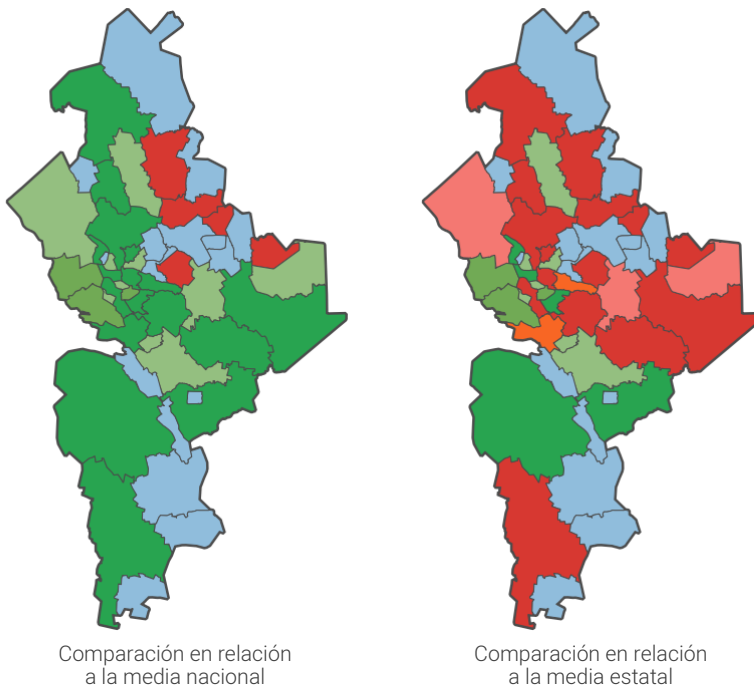 Comparación en relación
a la media nacional
Comparación en relación
a la media estatal